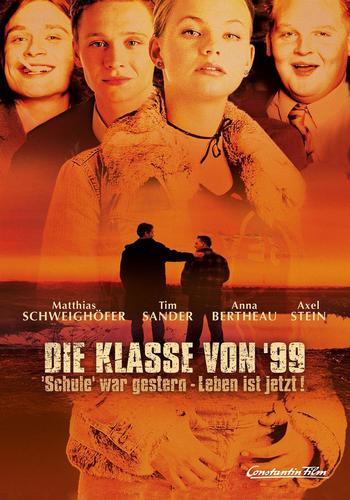 Matthias Tim Anna Axel
SCHWEIGHÖFER SANDER BERTHEAU STEIN
DIE KLASSE VON '99
'Schule' war gestern - Leben ist jetzt!
Constantin Film